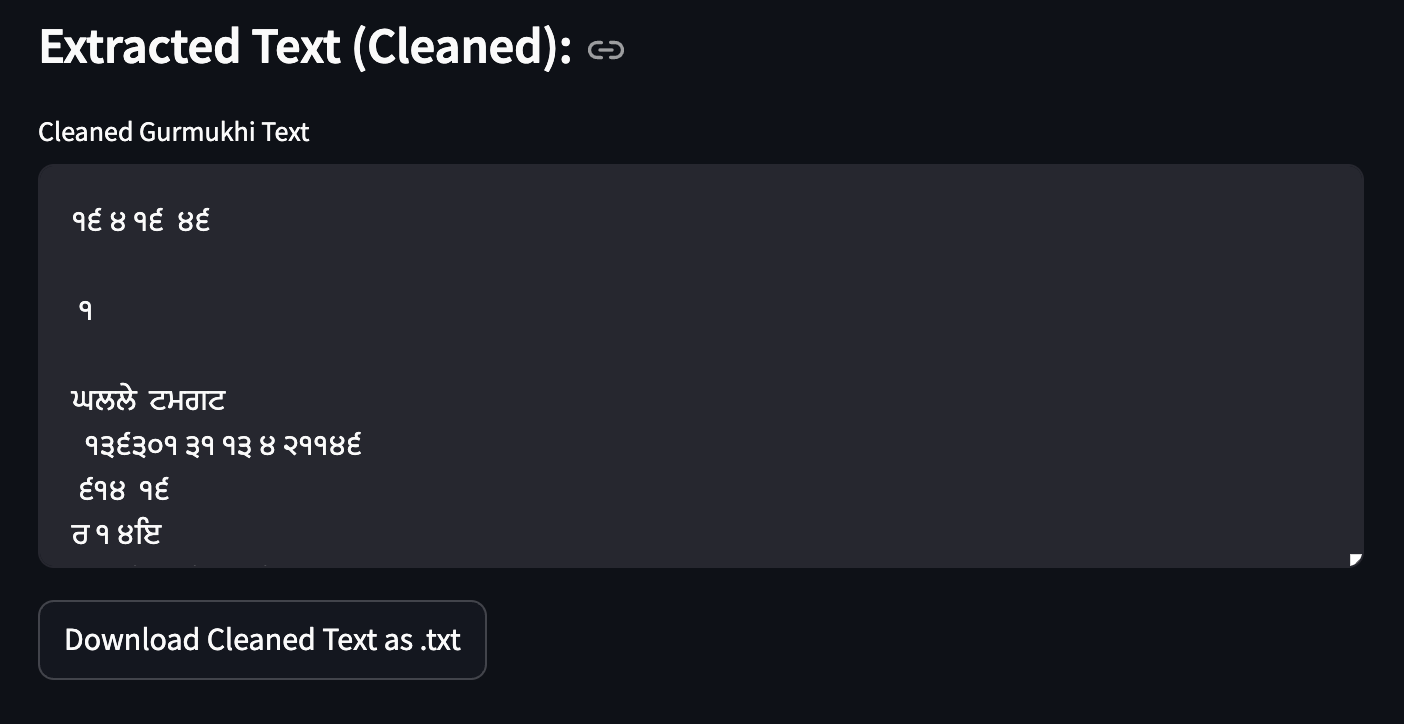 Extracted Text (Cleaned):
Cleaned Gurmukhi Text
੧੬ ੪ ੧੬ ੪੬
੧
ਘਲਲੇ ਟਮਗਟ
੧੩੬੩੦੧ ੩੧ ੧੩ ੪ ੨੧੧੪੬
੬੧੪ ੧੬
ਰ ੧ ੪ਇ
Download Cleaned Text as .txt